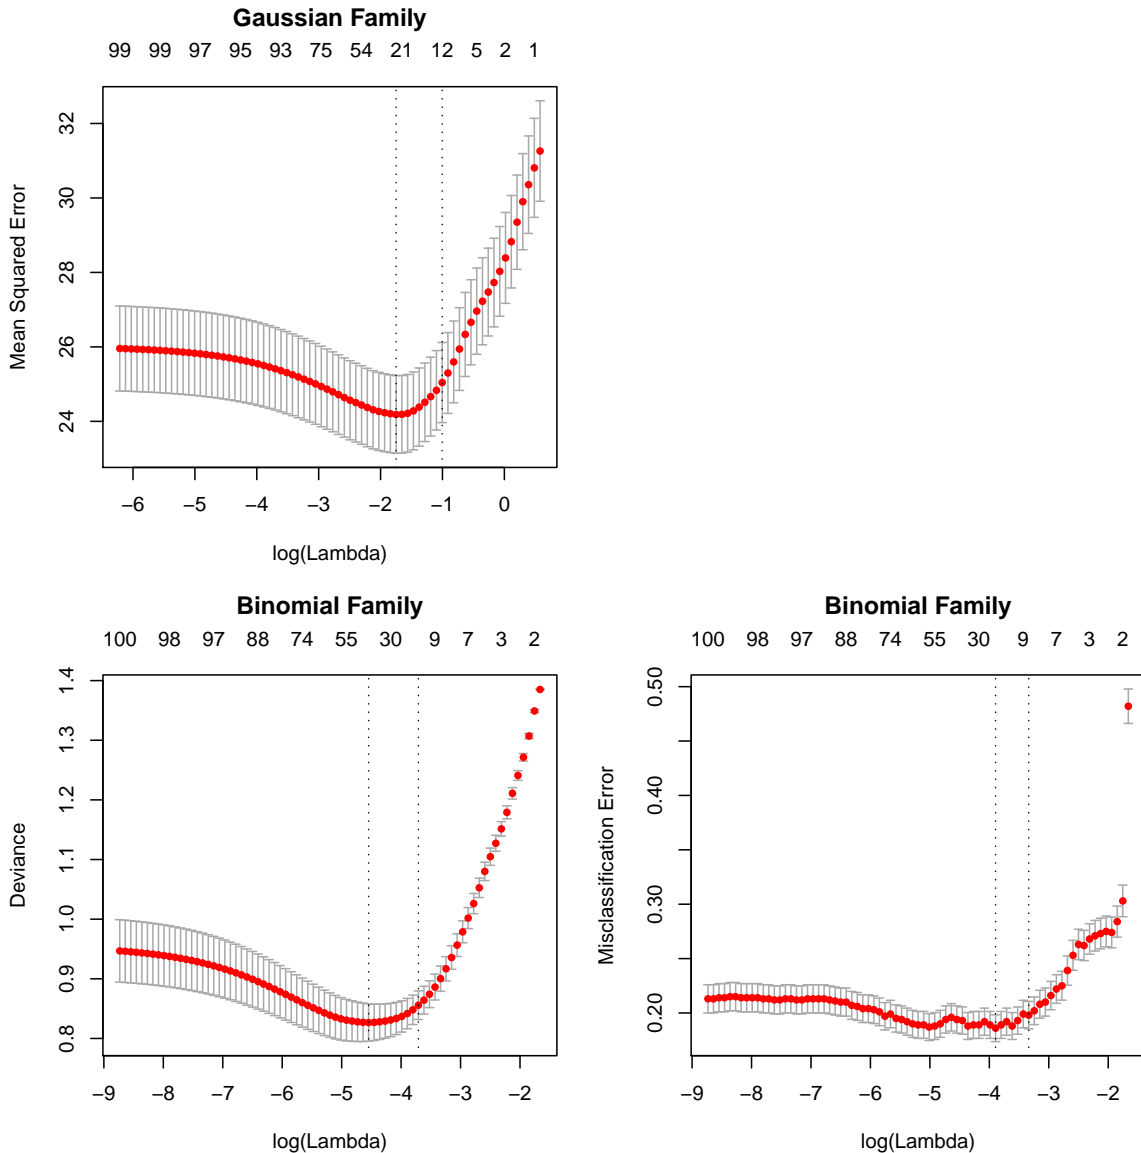 Gaussian Family
99 99 97 95 93 75 54 21 12 5 2 1
Mean Squared Error
32
30
28
26
24
−6 −5 −4 −3 −2 −1 0
log(Lambda)
Binomial Family
100 98 97 88 74 55 30 9 7 3 2
Deviance
1.4
1.3
1.2
1.1
1.0
0.9
0.8
−9 −8 −7 −6 −5 −4 −3 −2
log(Lambda)
Binomial Family
100 98 97 88 74 55 30 9 7 3 2
Misclassification Error
0.50
0.40
0.30
0.20
−9 −8 −7 −6 −5 −4 −3 −2
log(Lambda)